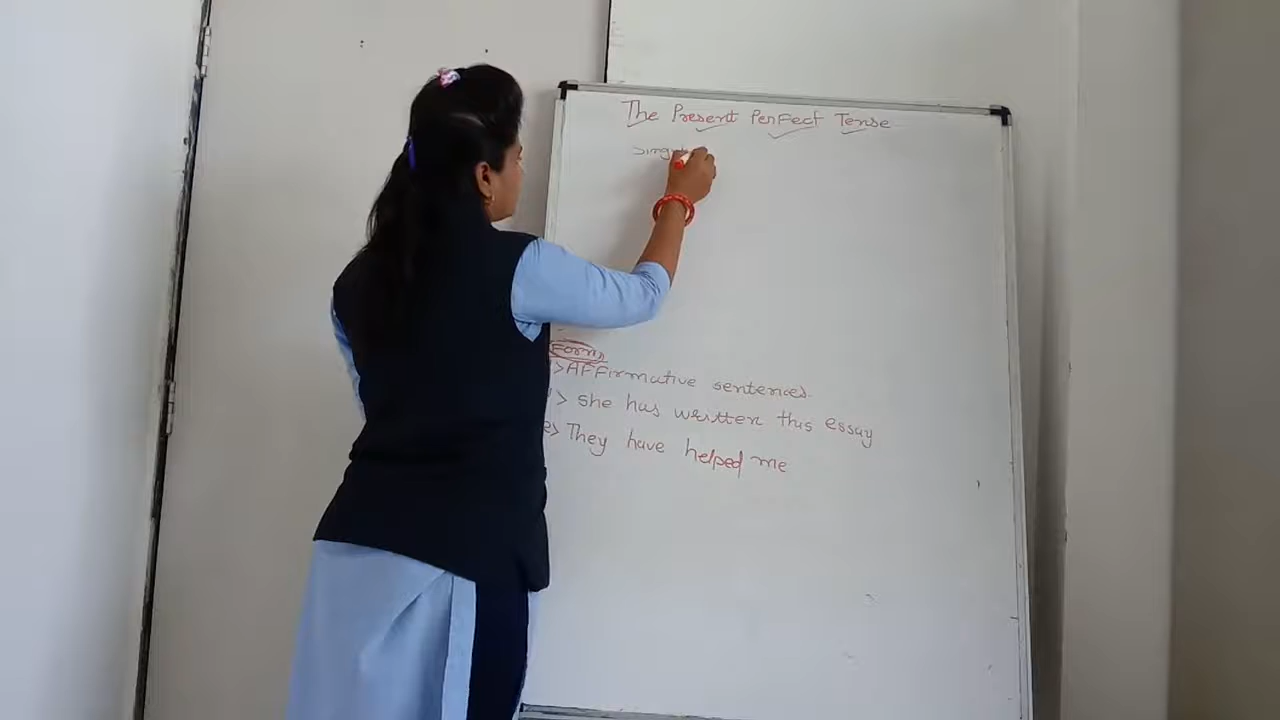 The Present PerFect Tense
Form
> AFFirmative sentences.
> she has written this essay
e> They have helped me